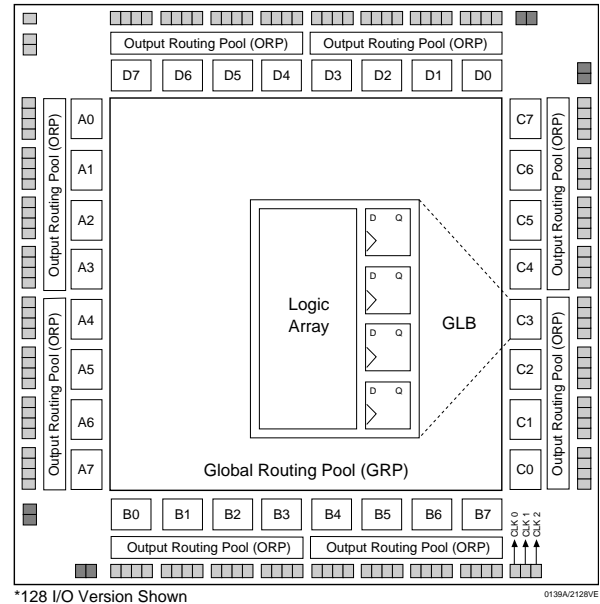 Output Routing Pool (ORP) Output Routing Pool (ORP)
D7 D6 D5 D4 D3 D2 D1 D0
Output Routing Pool (ORP)
Output Routing Pool (ORP)
A0
A1
A2
A3
A4
A5
A6
A7
Logic
Array
D Q
D Q
D Q
D Q
GLB
Global Routing Pool (GRP)
C7
C6
C5
C4
C3
C2
C1
C0
Output Routing Pool (ORP)
Output Routing Pool (ORP)
B0 B1 B2 B3 B4 B5 B6 B7
Output Routing Pool (ORP) Output Routing Pool (ORP)
CLK 0
CLK 1
CLK 2
*128 I/O Version Shown
0139A/2128VE